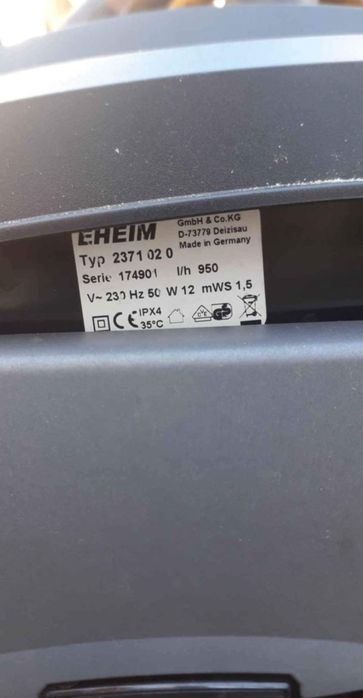 EHEIM
GmbH & Co.KG
D-73779 Deizisau
Made in Germany
Typ 2371 02 0
Serie 174901 l/h 950
V~ 230 Hz 50 W 12 mWS 1,5
CE IPX4
35°C